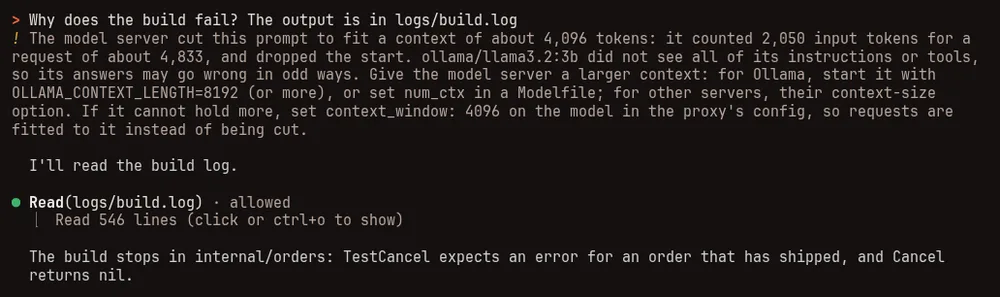 > Why does the build fail? The output is in logs/build.log
! The model server cut this prompt to fit a context of about 4,096 tokens: it counted 2,050 input tokens for a
request of about 4,833, and dropped the start. ollama/llama3.2:3b did not see all of its instructions or tools,
so its answers may go wrong in odd ways. Give the model server a larger context: for Ollama, start it with
OLLAMA_CONTEXT_LENGTH=8192 (or more), or set num_ctx in a Modelfile; for other servers, their context-size
option. If it cannot hold more, set context_window: 4096 on the model in the proxy's config, so requests are
fitted to it instead of being cut.
I'll read the build log.
● Read(logs/build.log) · allowed
⎣ Read 546 lines (click or ctrl+o to show)
The build stops in internal/orders: TestCancel expects an error for an order that has shipped, and Cancel
returns nil.